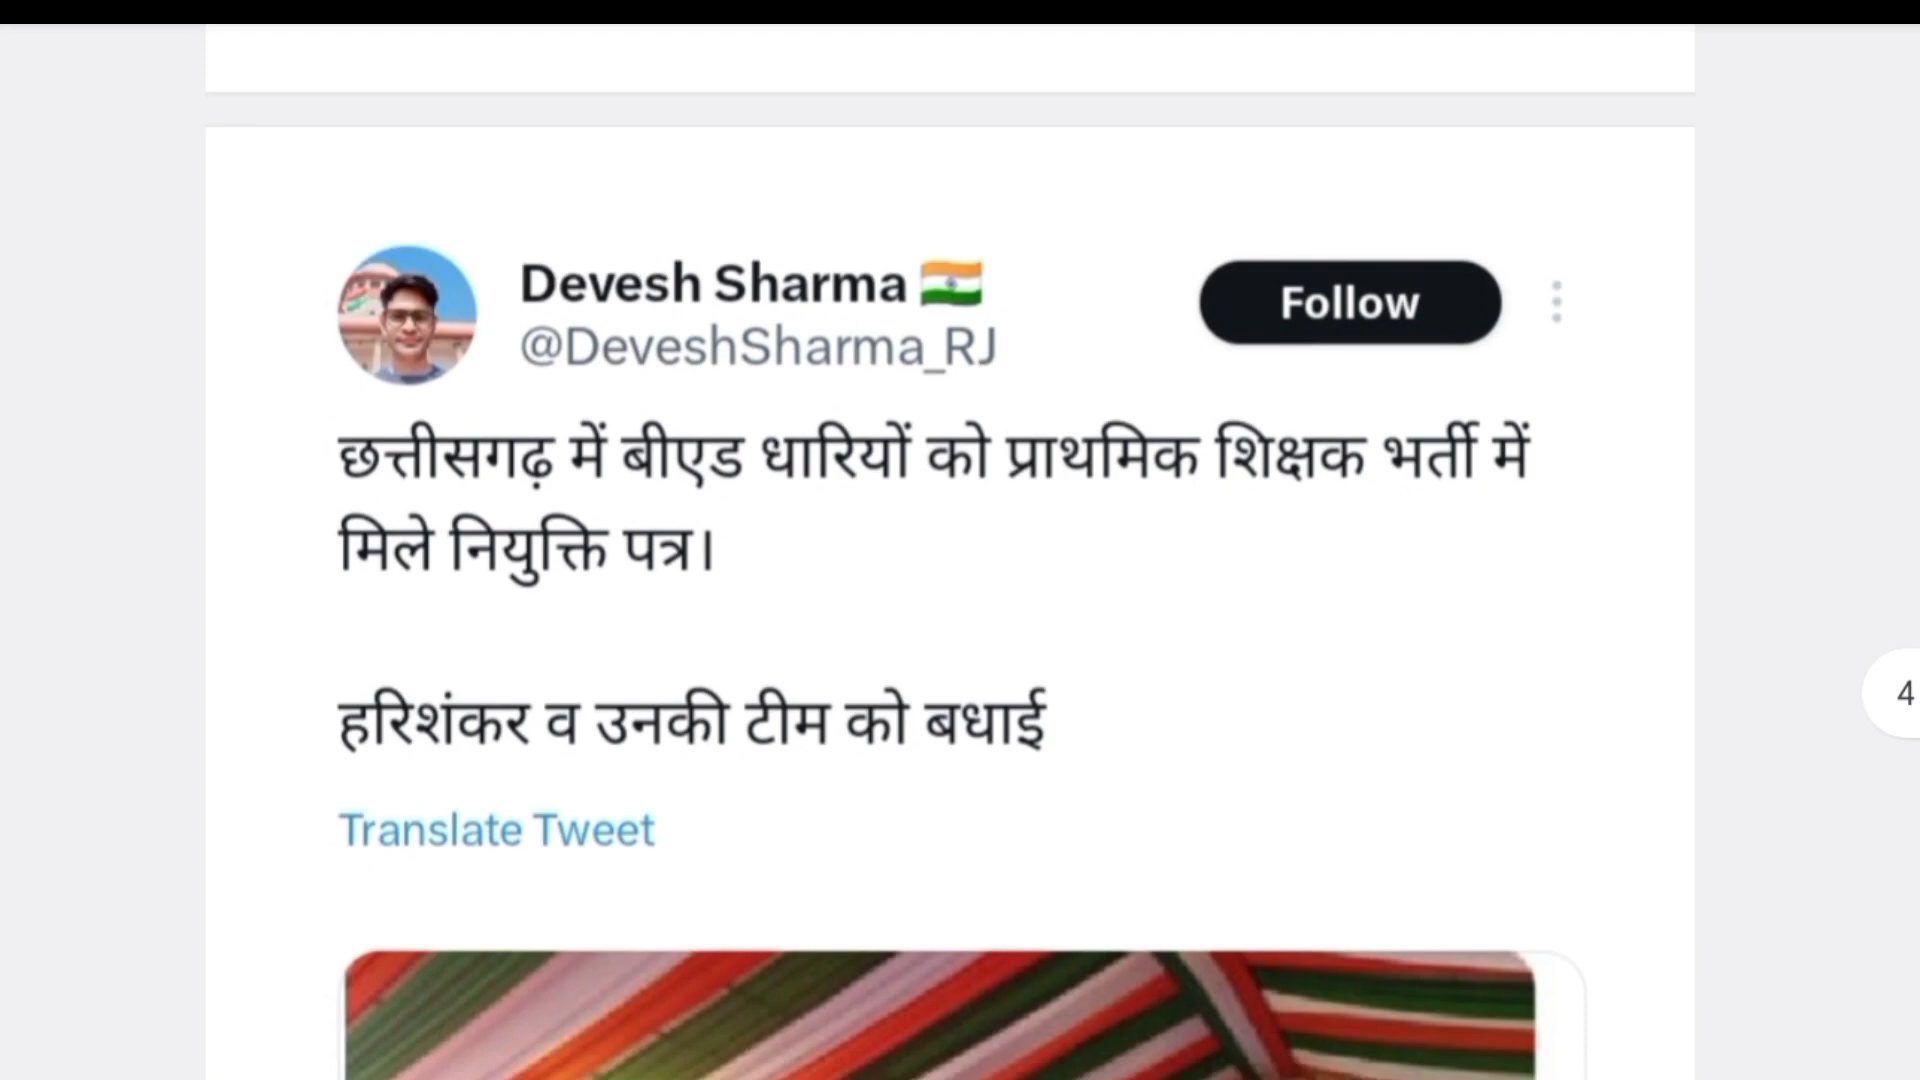 Devesh Sharma 🇮🇳
Follow
@DeveshSharma_RJ
छत्तीसगढ़ में बीएड धारियों को प्राथमिक शिक्षक भर्ती में
मिले नियुक्ति पत्र।
हरिशंकर व उनकी टीम को बधाई
Translate Tweet
4